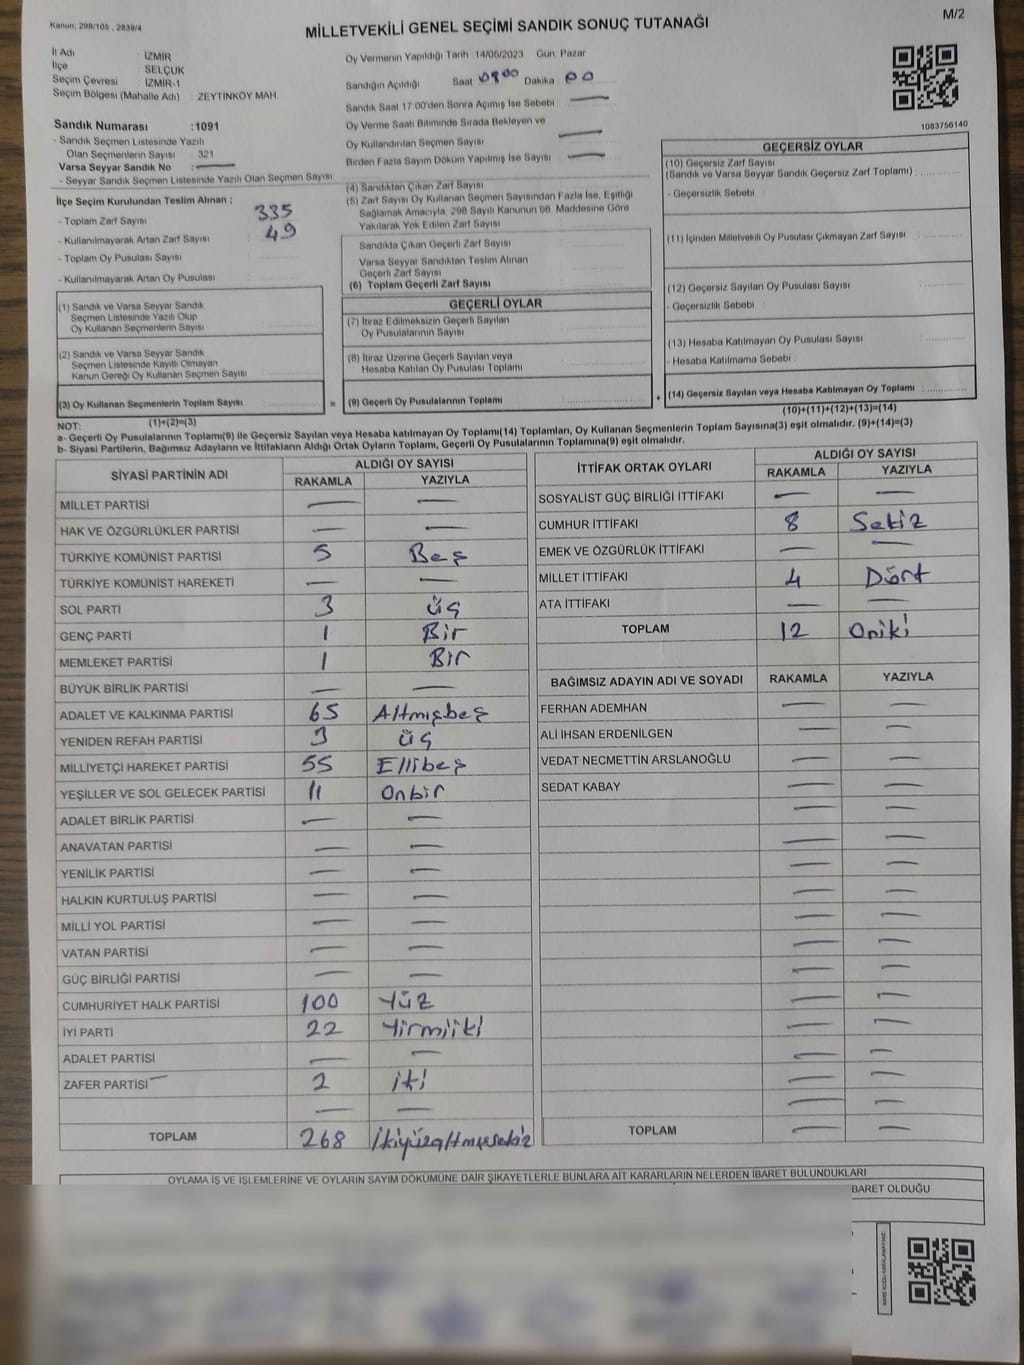 Kanun: 298/105 , 2839/4
MİLLETVEKİLİ GENEL SEÇİMİ SANDIK SONUÇ TUTANAĞI
M/2
İl Adı : İZMİR
İlçe : SELÇUK
Seçim Çevresi : İZMİR-1
Seçim Bölgesi (Mahalle Adı) : ZEYTİNKÖY MAH.
Oy Vermenin Yapıldığı Tarih :14/05/2023 Gün: Pazar
Sandığın Açıldığı Saat 0800 Dakika : 00
Sandık Saat 17.00'den Sonra Açımış İse Sebebi : —
Oy Verme Saati Bitiminde Sırada Bekleyen ve
Oy Kullandırılan Seçmen Sayısı : —
Birden Fazla Sayım Döküm Yapılmış İse Sayısı : —
1063756140
Sandık Numarası :1091
- Sandık Seçmen Listesinde Yazılı
Olan Seçmenlerin Sayısı : 321
Varsa Seyyar Sandık No : —
- Seyyar Sandık Seçmen Listesinde Yazılı Olan Seçmen Sayısı
İlçe Seçim Kurulundan Teslim Alınan ;
- Toplam Zarf Sayısı : 335
- Kullanılmayarak Artan Zarf Sayısı : 49
- Toplam Oy Pusulası Sayısı :
- Kullanılmayarak Artan Oy Pusulası :
(1) Sandık ve Varsa Seyyar Sandık
Seçmen Listesinde Yazılı Olup
Oy Kullanan Seçmenlerin Sayısı :
(2) Sandık ve Varsa Seyyar Sandık
Seçmen Listesinde Kayıtlı Olmayan
Kanun Gereği Oy Kullanan Seçmen Sayısı :
(3) Oy Kullanan Seçmenlerin Toplam Sayısı : =
(1)+(2)=(3)
(4) Sandıktan Çıkan Zarf Sayısı :
(5) Zarf Sayısı Oy Kullanan Seçmen Sayısından Fazla İse, Eşitliği
Sağlamak Amacıyla, 298 Sayılı Kanunun 98. Maddesine Göre
Yakılarak Yok Edilen Zarf Sayısı :
Sandıkta Çıkan Geçerli Zarf Sayısı :
Varsa Seyyar Sandıktan Teslim Alınan
Geçerli Zarf Sayısı :
(6) Toplam Geçerli Zarf Sayısı :
GEÇERLİ OYLAR
(7) İtiraz Edilmeksizin Geçerli Sayılan
Oy Pusulalarının Sayısı :
(8) İtiraz Üzerine Geçerli Sayılan veya
Hesaba Katılan Oy Pusulası Toplamı :
(9) Geçerli Oy Pusulalarının Toplamı : +
GEÇERSİZ OYLAR
(10) Geçersiz Zarf Sayısı
(Sandık ve Varsa Seyyar Sandık Geçersiz Zarf Toplamı) :
- Geçersizlik Sebebi :
(11) İçinden Milletvekili Oy Pusulası Çıkmayan Zarf Sayısı :
(12) Geçersiz Sayılan Oy Pusulası Sayısı :
- Geçersizlik Sebebi :
(13) Hesaba Katılmayan Oy Pusulası Sayısı :
- Hesaba Katılmama Sebebi :
(14) Geçersiz Sayılan veya Hesaba Katılmayan Oy Toplamı :
(10)+(11)+(12)+(13)=(14)
NOT:
a- Geçerli Oy Pusulalarının Toplamı(9) ile Geçersiz Sayılan veya Hesaba katılmayan Oy Toplamı(14) Toplamları, Oy Kullanan Seçmenlerin Toplam Sayısına(3) eşit olmalıdır. (9)+(14)=(3)
b- Siyasi Partilerin, Bağımsız Adayların ve İttifakların Aldığı Ortak Oyların Toplamı, Geçerli Oy Pusulalarının Toplamına(9) eşit olmalıdır.
SİYASİ PARTİNİN ADI ALDIĞI OY SAYISI
RAKAMLA YAZIYLA
MİLLET PARTİSİ — —
HAK VE ÖZGÜRLÜKLER PARTİSİ — —
TÜRKİYE KOMÜNİST PARTİSİ 5 Beş
TÜRKİYE KOMÜNİST HAREKETİ — —
SOL PARTİ 3 üç
GENÇ PARTİ 1 Bir
MEMLEKET PARTİSİ 1 Bir
BÜYÜK BİRLİK PARTİSİ — —
ADALET VE KALKINMA PARTİSİ 65 Altmışbeş
YENİDEN REFAH PARTİSİ 3 üç
MİLLİYETÇİ HAREKET PARTİSİ 55 Ellibeş
YEŞİLLER VE SOL GELECEK PARTİSİ 11 Onbir
ADALET BİRLİK PARTİSİ — —
ANAVATAN PARTİSİ — —
YENİLİK PARTİSİ — —
HALKIN KURTULUŞ PARTİSİ — —
MİLLİ YOL PARTİSİ — —
VATAN PARTİSİ — —
GÜÇ BİRLİĞİ PARTİSİ — —
CUMHURİYET HALK PARTİSİ 100 Yüz
İYİ PARTİ 22 Yirmiiki
ADALET PARTİSİ — —
ZAFER PARTİSİ — 2 iki
— —
TOPLAM 268 İkiyüzaltmışsekiz
İTTİFAK ORTAK OYLARI ALDIĞI OY SAYISI
RAKAMLA YAZIYLA
SOSYALİST GÜÇ BİRLİĞİ İTTİFAKI — —
CUMHUR İTTİFAKI 8 Sekiz
EMEK VE ÖZGÜRLÜK İTTİFAKI — —
MİLLET İTTİFAKI 4 Dört
ATA İTTİFAKI — —
TOPLAM 12 Oniki
BAĞIMSIZ ADAYIN ADI VE SOYADI RAKAMLA YAZIYLA
FERHAN ADEMHAN — —
ALİ İHSAN ERDENİLGEN — —
VEDAT NECMETTİN ARSLANOĞLU — —
SEDAT KABAY — —
TOPLAM — —
OYLAMA İŞ VE İŞLEMLERİNE VE OYLARIN SAYIM DÖKÜMÜNE DAİR ŞİKAYETLERLE BUNLARA AİT KARARLARIN NELERDEN İBARET BULUNDUKLARI
BARET OLDUĞU